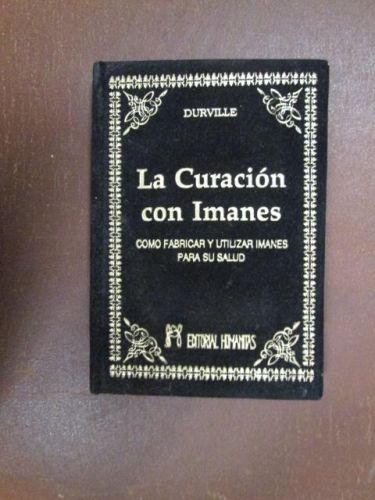 DURVILLE
La Curación
con Imanes
COMO FABRICAR Y UTILIZAR IMANES
PARA SU SALUD
EDITORIAL HUMANITAS